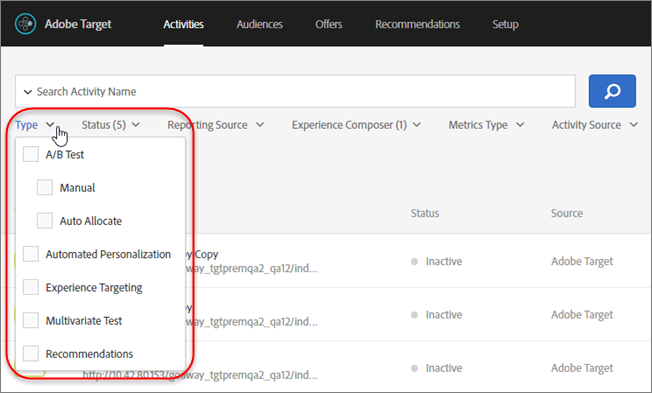 Adobe Target Activities Audiences Offers Recommendations Setup
Search Activity Name
Type Status (5) Reporting Source Experience Composer (1) Metrics Type Activity Source
A/B Test
Manual
Auto Allocate
Automated Personalization
Experience Targeting
Multivariate Test
Recommendations
Status Source
Copy
way_tgtpremqa2_qa12/ind... Inactive Adobe Target
way_tgtpremqa2_qa12/ind... Inactive Adobe Target
Inactive Adobe Target
http://10.42.80.153/goaway_tgtpremqa2_qa12/ind...